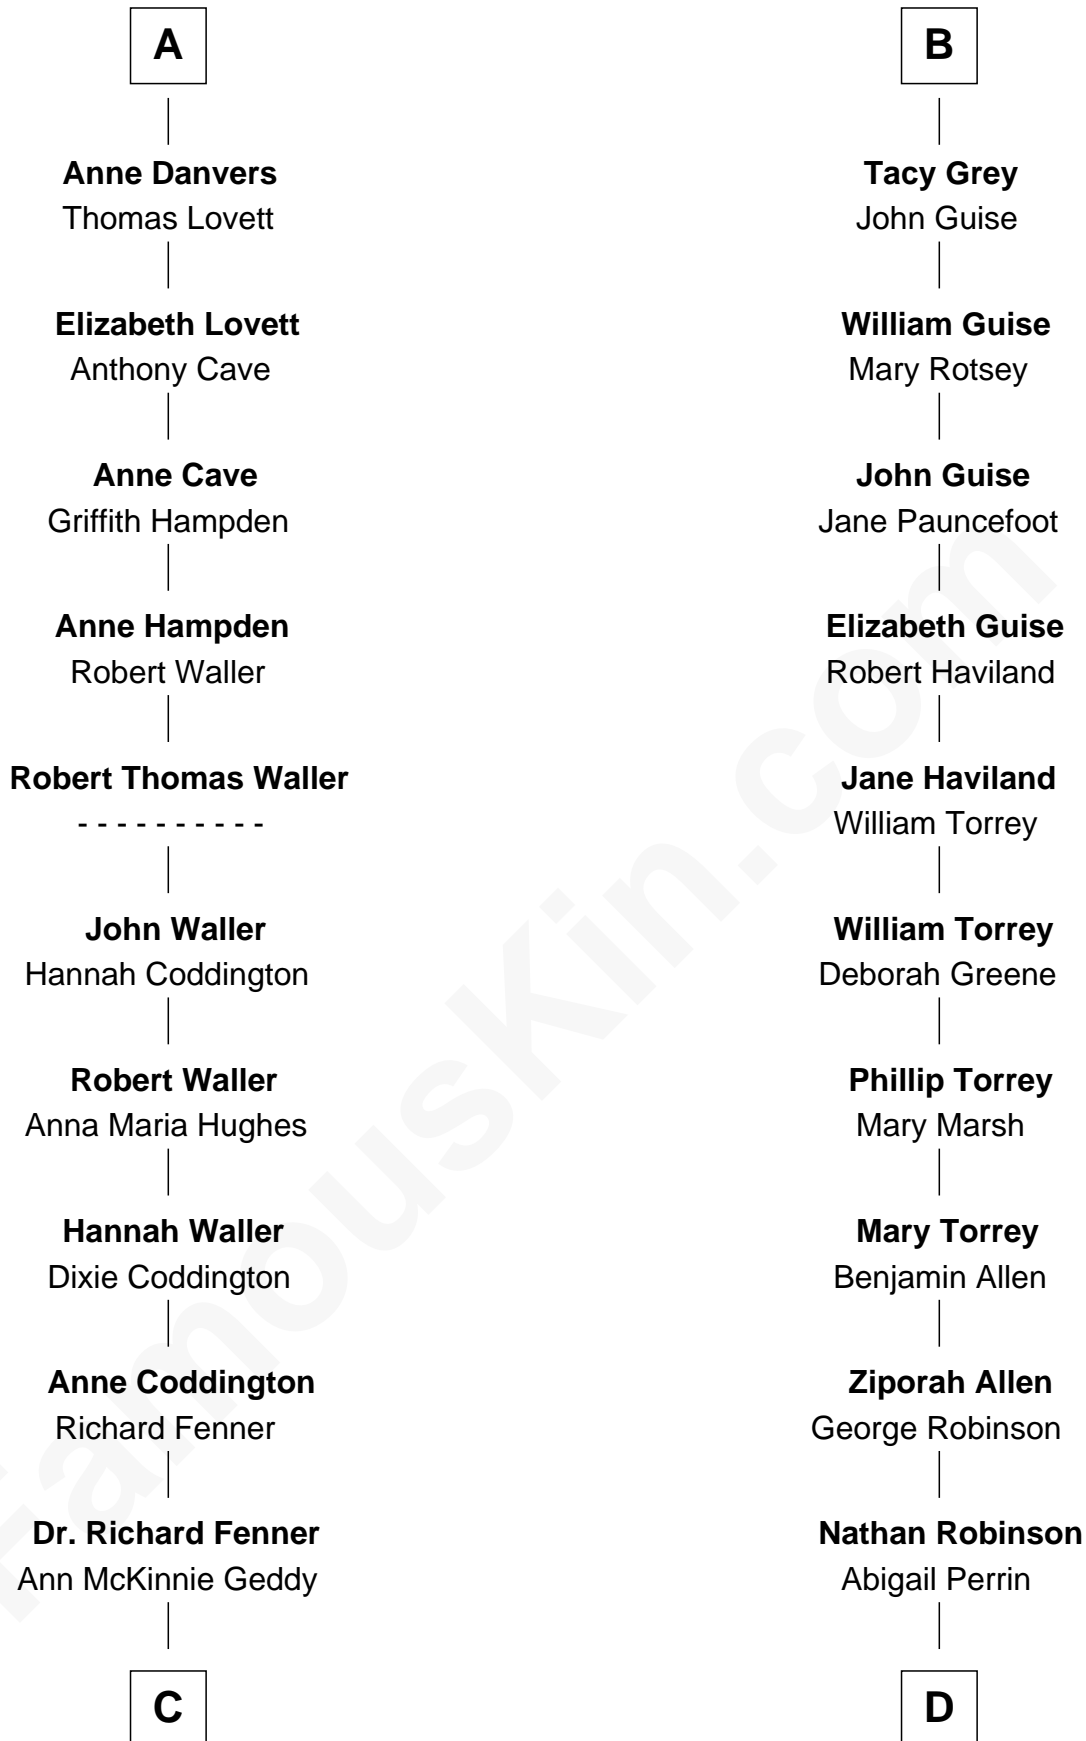 A
Anne Danvers
Thomas Lovett
Elizabeth Lovett
Anthony Cave
Anne Cave
Griffith Hampden
Anne Hampden
Robert Waller
Robert Thomas Waller
- - - - - - - - - -
John Waller
Hannah Coddington
Robert Waller
Anna Maria Hughes
Hannah Waller
Dixie Coddington
Anne Coddington
Richard Fenner
Dr. Richard Fenner
Ann McKinnie Geddy
C
B
Tacy Grey
John Guise
William Guise
Mary Rotsey
John Guise
Jane Pauncefoot
Elizabeth Guise
Robert Haviland
Jane Haviland
William Torrey
William Torrey
Deborah Greene
Phillip Torrey
Mary Marsh
Mary Torrey
Benjamin Allen
Ziporah Allen
George Robinson
Nathan Robinson
Abigail Perrin
D
FamousKin.com